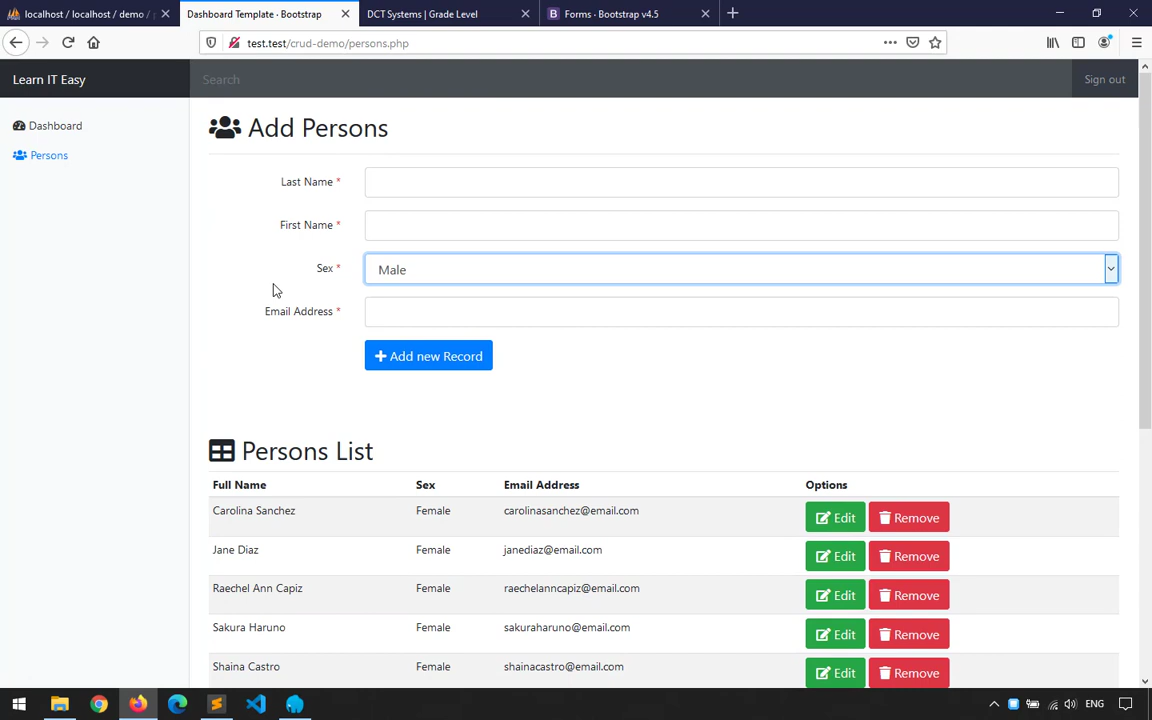 localhost / localhost / demo /
Dashboard Template · Bootstrap
DCT Systems | Grade Level
B Forms · Bootstrap v4.5
test.test/crud-demo/persons.php
Learn IT Easy
Search
Sign out
Dashboard
Persons
Add Persons
Last Name *
First Name *
Sex *
Male
Email Address *
Add new Record
Persons List
Full Name Sex Email Address Options
Carolina Sanchez Female carolinasanchez@email.com Edit Remove
Jane Diaz Female janediaz@email.com Edit Remove
Raechel Ann Capiz Female raechelanncapiz@email.com Edit Remove
Sakura Haruno Female sakuraharuno@email.com Edit Remove
Shaina Castro Female shainacastro@email.com Edit Remove
ENG